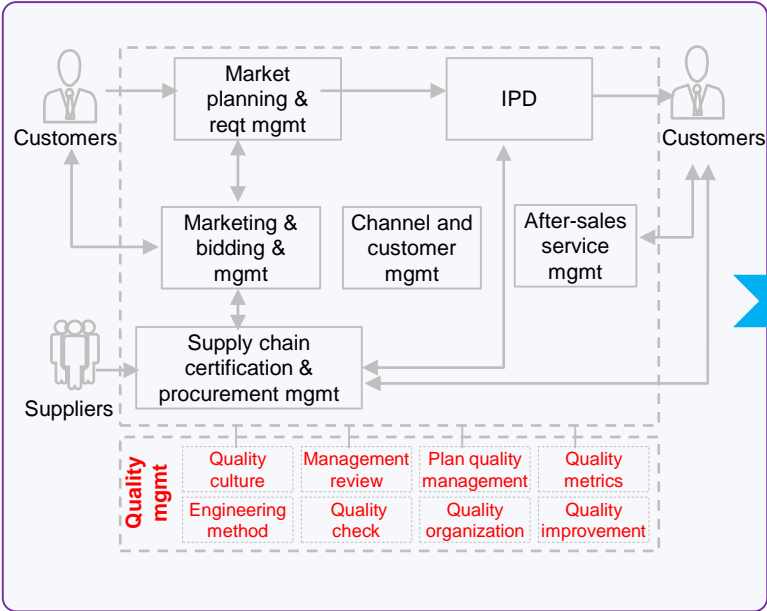 Market
planning &
reqt mgmt
IPD
Customers
Customers
Marketing &
bidding &
mgmt
Channel and
customer
mgmt
After-sales
service
mgmt
Supply chain
certification &
procurement mgmt
Suppliers
Quality
mgmt
Quality
culture
Management
review
Plan quality
management
Quality
metrics
Engineering
method
Quality
check
Quality
organization
Quality
improvement